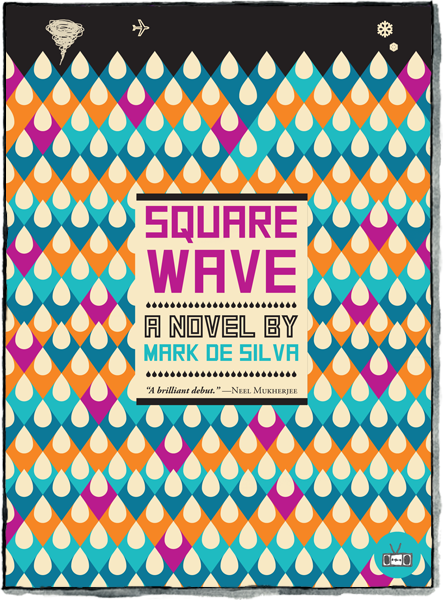 SQUARE
WAVE
A NOVEL BY
MARK DE SILVA
“A brilliant debut.” —Neel Mukherjee